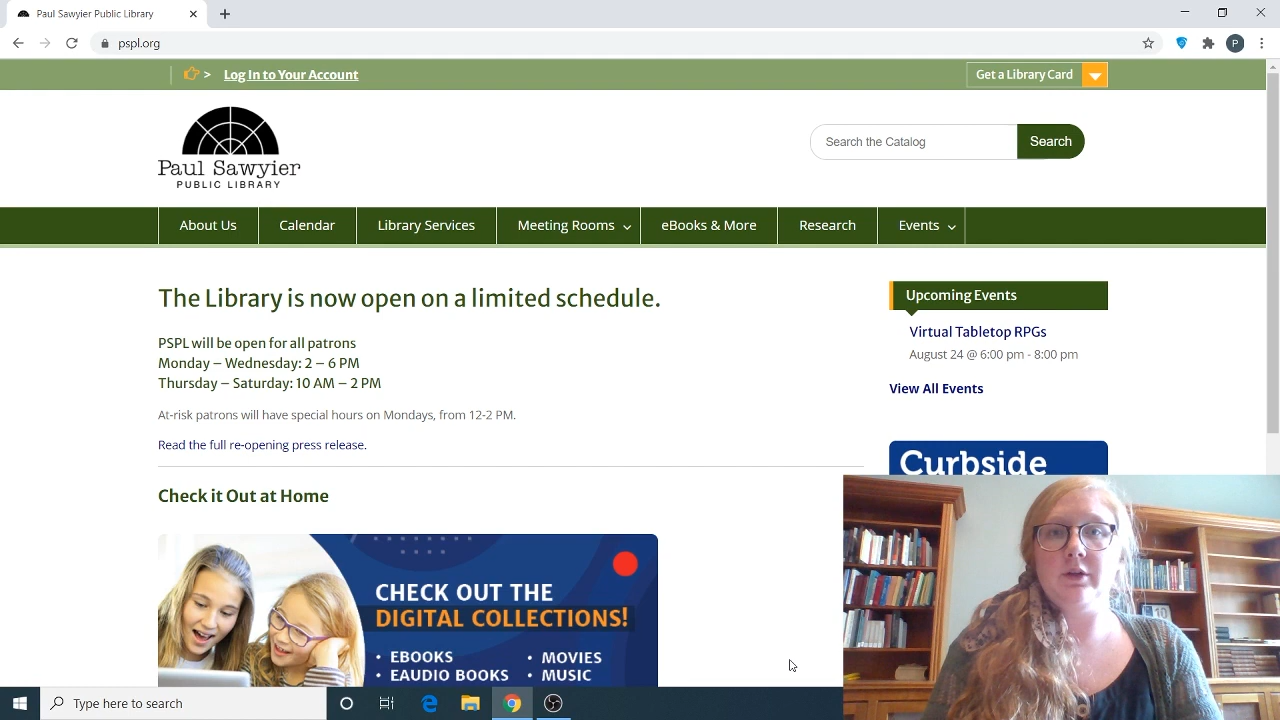 Paul Sawyier Public Library
pspl.org
P
> Log In to Your Account
Get a Library Card
Paul Sawyier
PUBLIC LIBRARY
Search the Catalog
Search
About Us
Calendar
Library Services
Meeting Rooms
eBooks & More
Research
Events
The Library is now open on a limited schedule.
PSPL will be open for all patrons
Monday – Wednesday: 2 – 6 PM
Thursday – Saturday: 10 AM – 2 PM
At-risk patrons will have special hours on Mondays, from 12-2 PM.
Read the full re-opening press release.
Upcoming Events
Virtual Tabletop RPGs
August 24 @ 6:00 pm - 8:00 pm
View All Events
Curbside
Check it Out at Home
CHECK OUT THE
DIGITAL COLLECTIONS!
• EBOOKS
• EAUDIO BOOKS
• MOVIES
• MUSIC
Type here to search